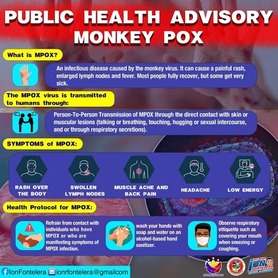 PUBLIC HEALTH ADVISORY
MONKEY POX
What is MPOX?
An infectious disease caused by the monkey virus. It can cause a painful rash,
enlarged lymph nodes and fever. Most people fully recover, but some get very
sick.
The MPOX virus is transmitted
to humans through:
Person-To-Person Transmission of MPOX through the direct contact with skin or
muscular lesions (talking or breathing, touching, hugging or sexual intercourse,
and or through respiratory secretions).
SYMPTOMS of MPOX:
RASH OVER
THE BODY
SWOLLEN
LYMPH NODES
MUSCLE ACHE AND
BACK PAIN
HEADACHE
LOW ENERGY
Health Protocol for MPOX:
Refrain from contact with
individuals who have
MPOX or who are
manifesting symptoms of
MPOX infection.
wash your hands with
soap and water on an
alcohol-based hand
sanitizer.
Observe respiratory
etiquette such as
covering your mouth
when sneezing or
coughing.
JonFontelera
jonrfontelera@gmailcom